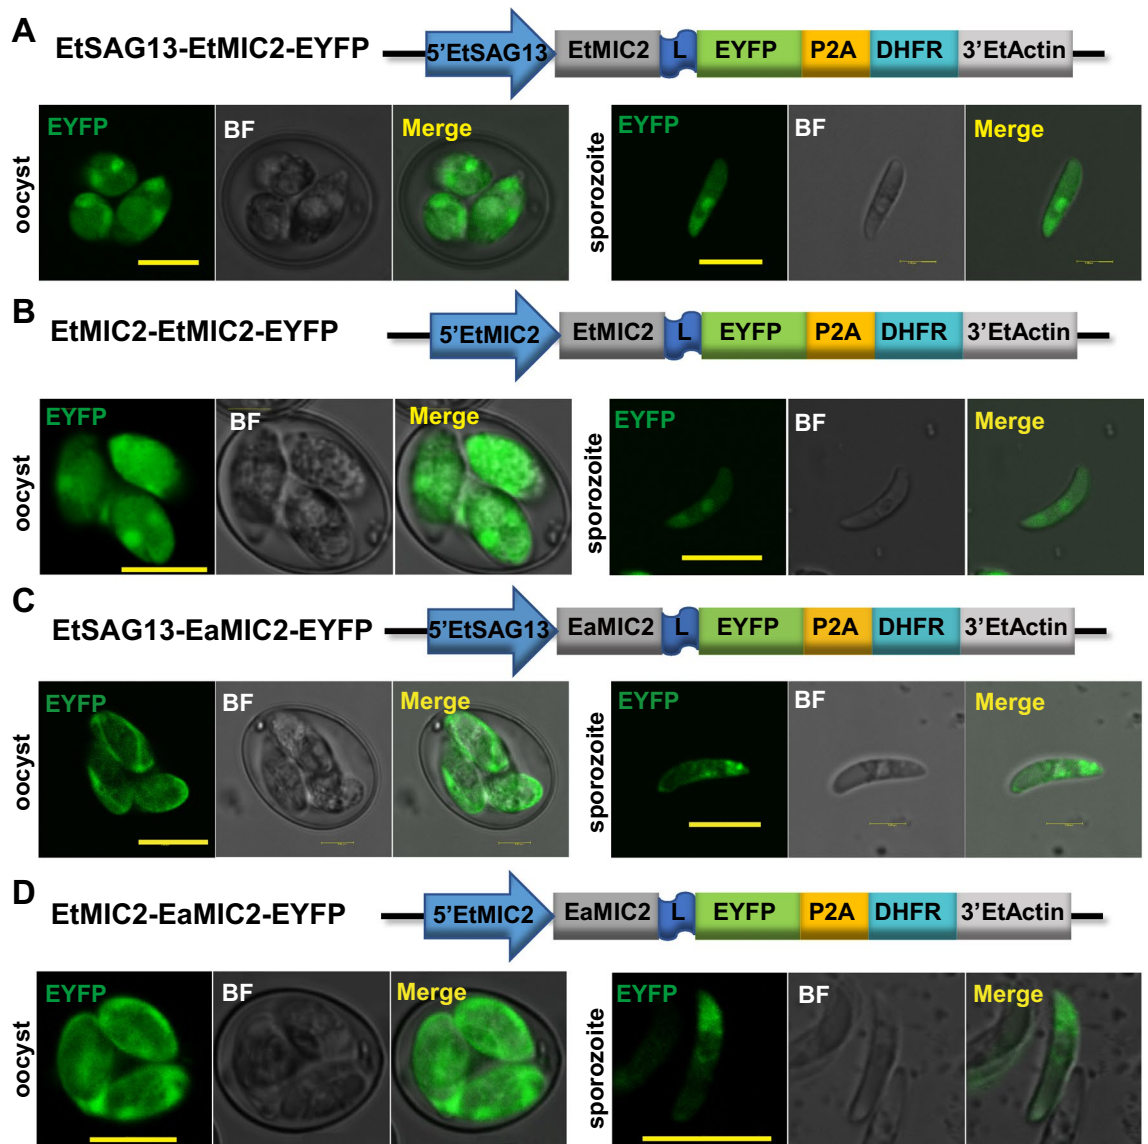 A
EtSAG13-EtMIC2-EYFP
5’EtSAG13 EtMIC2 L EYFP P2A DHFR 3’EtActin
oocyst
EYFP BF Merge
sporozoite
EYFP BF Merge
B
EtMIC2-EtMIC2-EYFP
5’EtMIC2 EtMIC2 L EYFP P2A DHFR 3’EtActin
oocyst
EYFP BF Merge
sporozoite
EYFP BF Merge
C
EtSAG13-EaMIC2-EYFP
5’EtSAG13 EaMIC2 L EYFP P2A DHFR 3’EtActin
oocyst
EYFP BF Merge
sporozoite
EYFP BF Merge
D
EtMIC2-EaMIC2-EYFP
5’EtMIC2 EaMIC2 L EYFP P2A DHFR 3’EtActin
oocyst
EYFP BF Merge
sporozoite
EYFP BF Merge